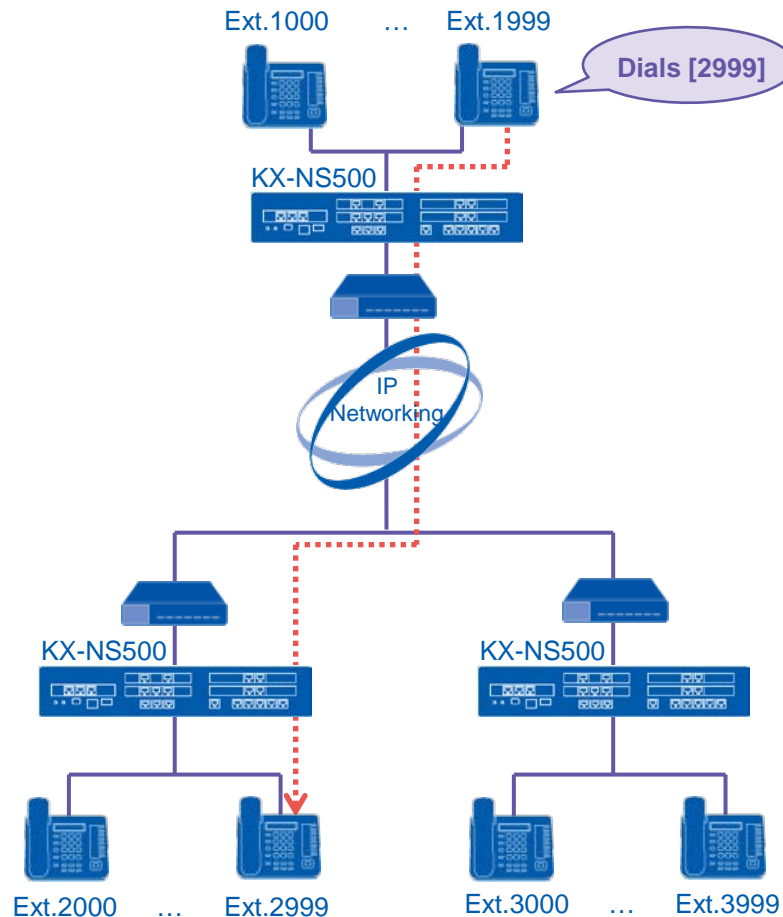 Ext.1000 … Ext.1999
Dials [2999]
KX-NS500
IP
Networking
KX-NS500
KX-NS500
Ext.2000 … Ext.2999
Ext.3000 … Ext.3999